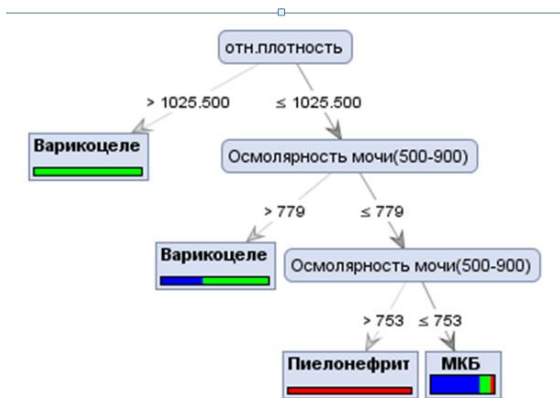 отн.плотность
> 1025.500
≤ 1025.500
Варикоцеле
Осмолярность мочи(500-900)
> 779
≤ 779
Варикоцеле
Осмолярность мочи(500-900)
> 753
≤ 753
Пиелонефрит
МКБ